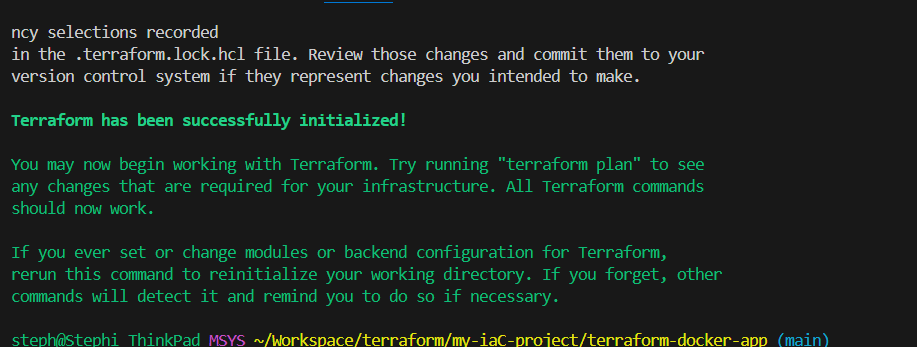 ncy selections recorded
in the .terraform.lock.hcl file. Review those changes and commit them to your
version control system if they represent changes you intended to make.
Terraform has been successfully initialized!
You may now begin working with Terraform. Try running "terraform plan" to see
any changes that are required for your infrastructure. All Terraform commands
should now work.
If you ever set or change modules or backend configuration for Terraform,
rerun this command to reinitialize your working directory. If you forget, other
commands will detect it and remind you to do so if necessary.
steph@Stephi_ThinkPad MSYS ~/Workspace/terraform/my-iaC-project/terraform-docker-app (main)